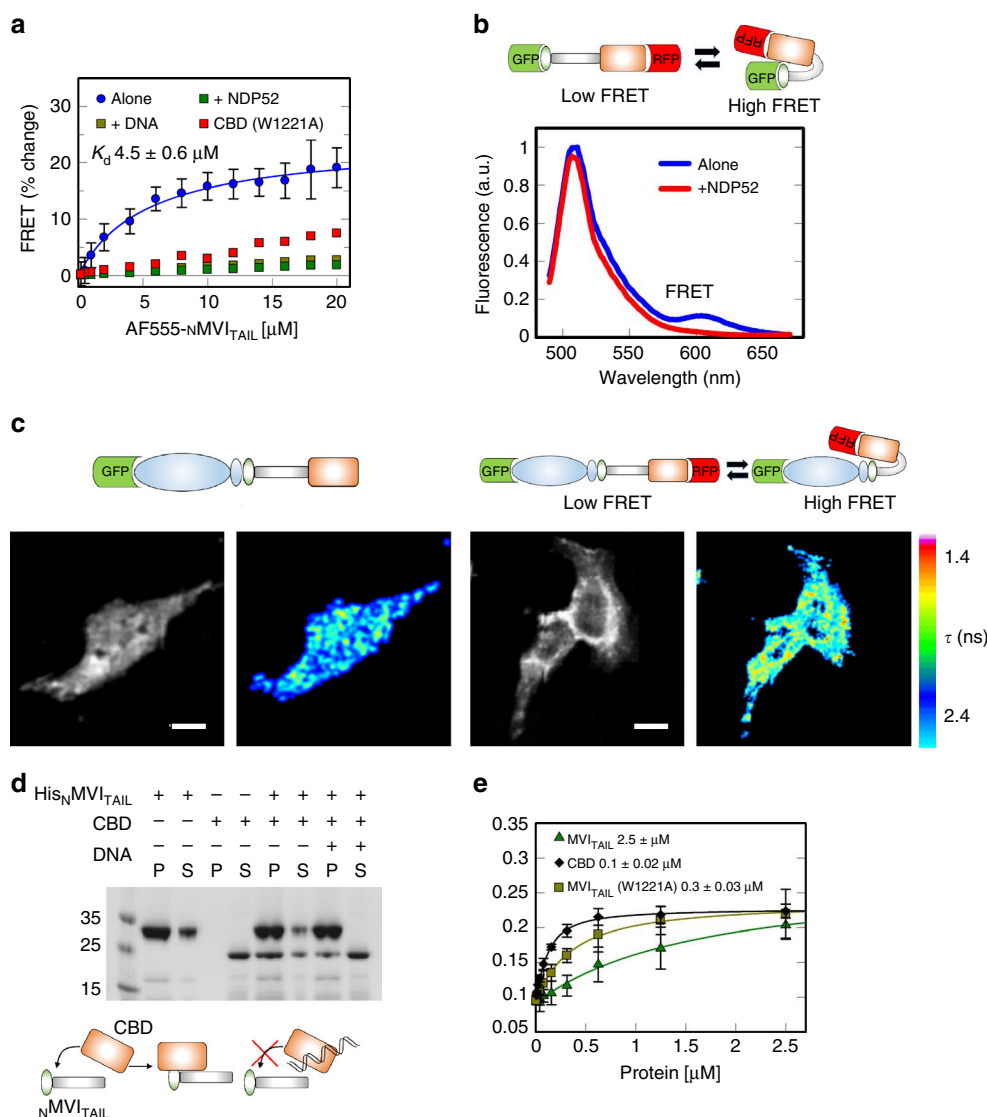 a
Alone
+ NDP52
+ DNA
CBD (W1221A)
Kd 4.5 ± 0.6 μM
FRET (% change)
30
20
10
0
0
5
10
15
20
AF555-NMVITAIL [μM]
b
GFP
RFP
RFP
GFP
Low FRET
High FRET
Alone
+NDP52
FRET
Fluorescence (a.u.)
1
0.8
0.6
0.4
0.2
0
500
550
600
650
Wavelength (nm)
c
GFP
GFP
RFP
GFP
RFP
Low FRET
High FRET
1.4
τ (ns)
2.4
d
HisNMVITAIL + + – – + + + +
CBD – – + + + + + +
DNA – – – – – – + +
P S P S P S P S
35
25
15
CBD
NMVITAIL
e
MVITAIL 2.5 ± μM
CBD 0.1 ± 0.02 μM
MVITAIL (W1221A) 0.3 ± 0.03 μM
0.35
0.3
0.25
0.2
0.15
0.1
0.05
0
0.5
1.0
1.5
2.0
2.5
Protein [μM]